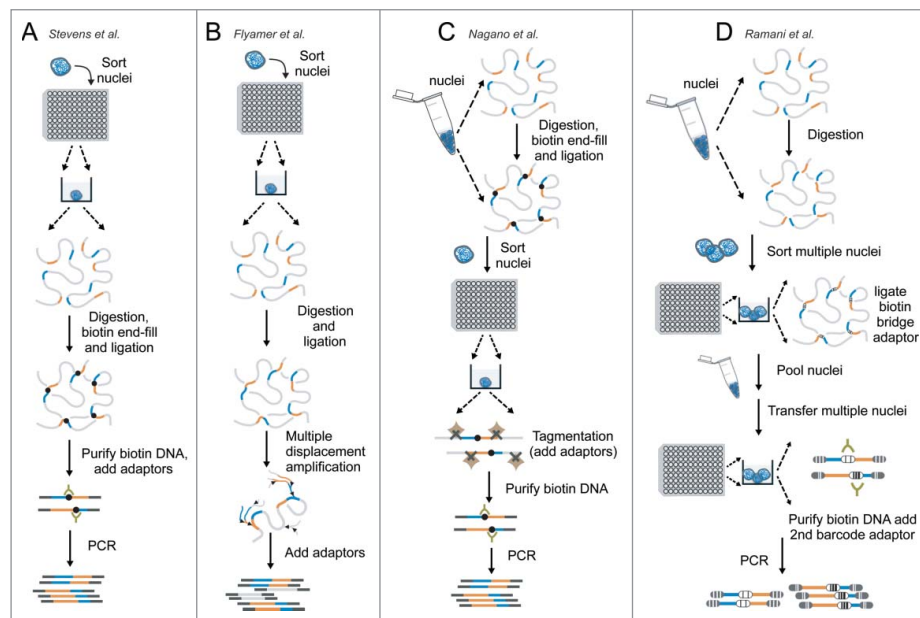 A Stevens et al.
Sort
nuclei
Digestion,
biotin end-fill
and ligation
Purify biotin DNA,
add adaptors
PCR
B Flyamer et al.
Sort
nuclei
Digestion
and
ligation
Multiple
displacement
amplification
Add adaptors
C Nagano et al.
nuclei
Digestion,
biotin end-fill
and ligation
Sort
nuclei
Tagmentation
(add adaptors)
Purify biotin DNA
PCR
D Ramani et al.
nuclei
Digestion
Sort multiple nuclei
ligate
biotin
bridge
adaptor
Pool nuclei
Transfer multiple nuclei
Purify biotin DNA add
2nd barcode adaptor
PCR